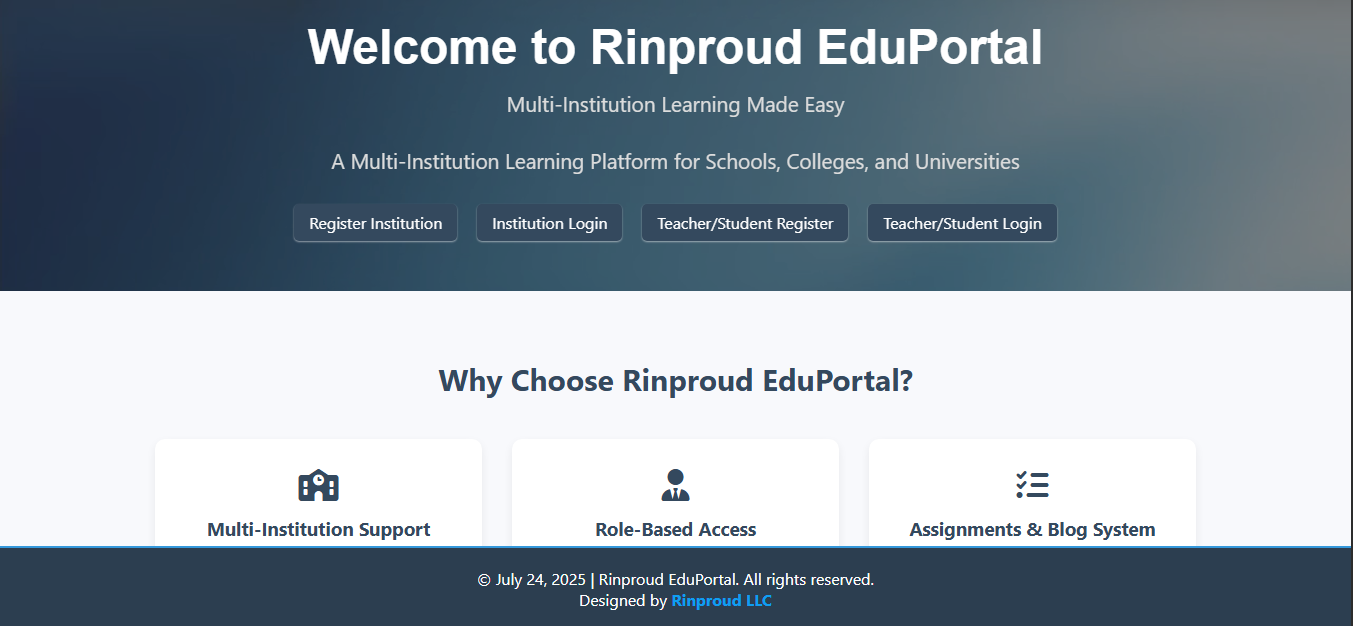 Welcome to Rinproud EduPortal
Multi-Institution Learning Made Easy
A Multi-Institution Learning Platform for Schools, Colleges, and Universities
Register Institution
Institution Login
Teacher/Student Register
Teacher/Student Login
Why Choose Rinproud EduPortal?
Multi-Institution Support
Role-Based Access
Assignments & Blog System
© July 24, 2025 | Rinproud EduPortal. All rights reserved.
Designed by Rinproud LLC